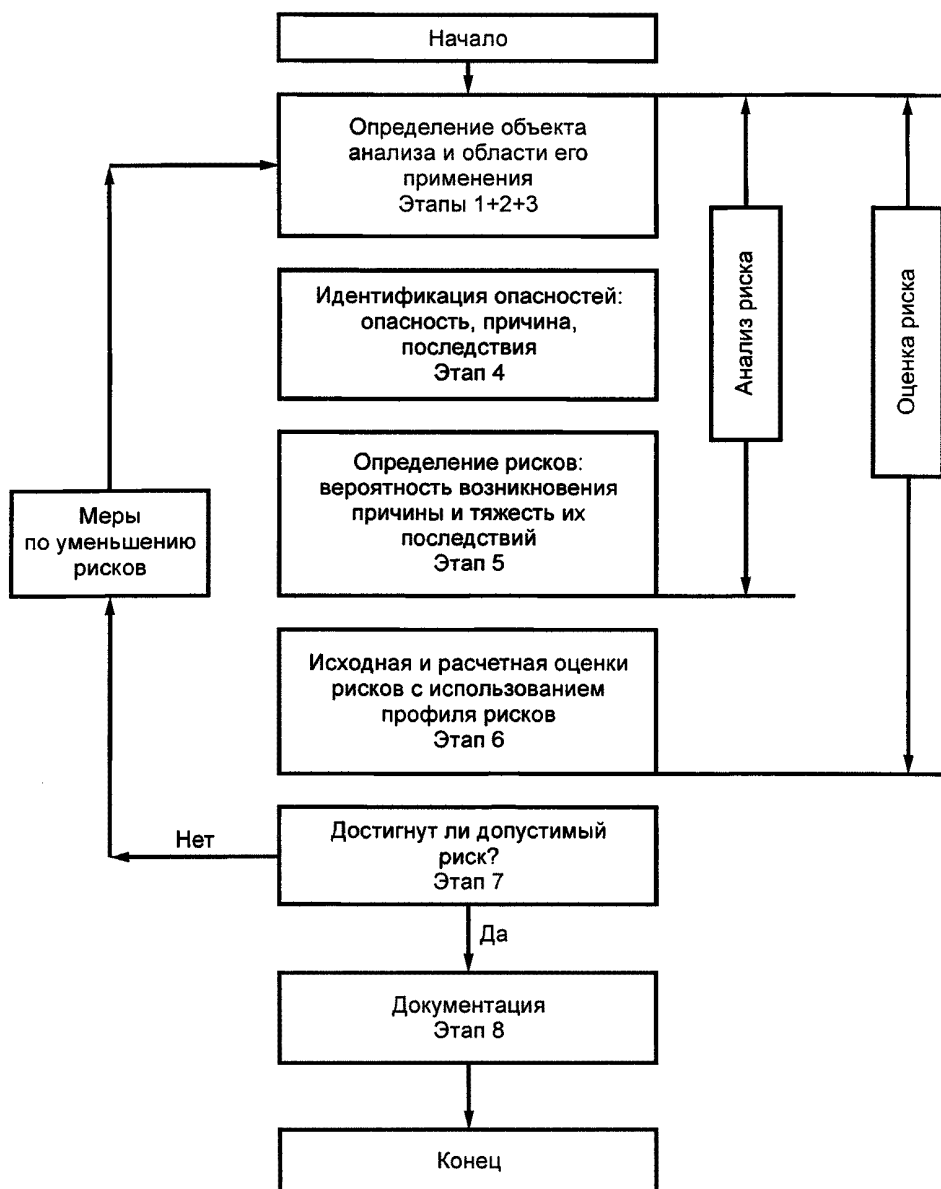 Начало
Определение объекта
анализа и области его
применения
Этапы 1+2+3
Идентификация опасностей:
опасность, причина,
последствия
Этап 4
Определение рисков:
вероятность возникновения
причины и тяжесть их
последствий
Этап 5
Анализ риска
Оценка риска
Меры
по уменьшению
рисков
Исходная и расчетная оценки
рисков с использованием
профиля рисков
Этап 6
Нет
Достигнут ли допустимый
риск?
Этап 7
Да
Документация
Этап 8
Конец